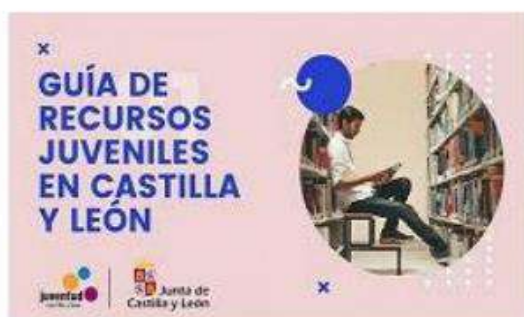 GUÍA DE
RECURSOS
JUVENILES
EN CASTILLA
Y LEÓN
juventud
Junta de
Castilla y León